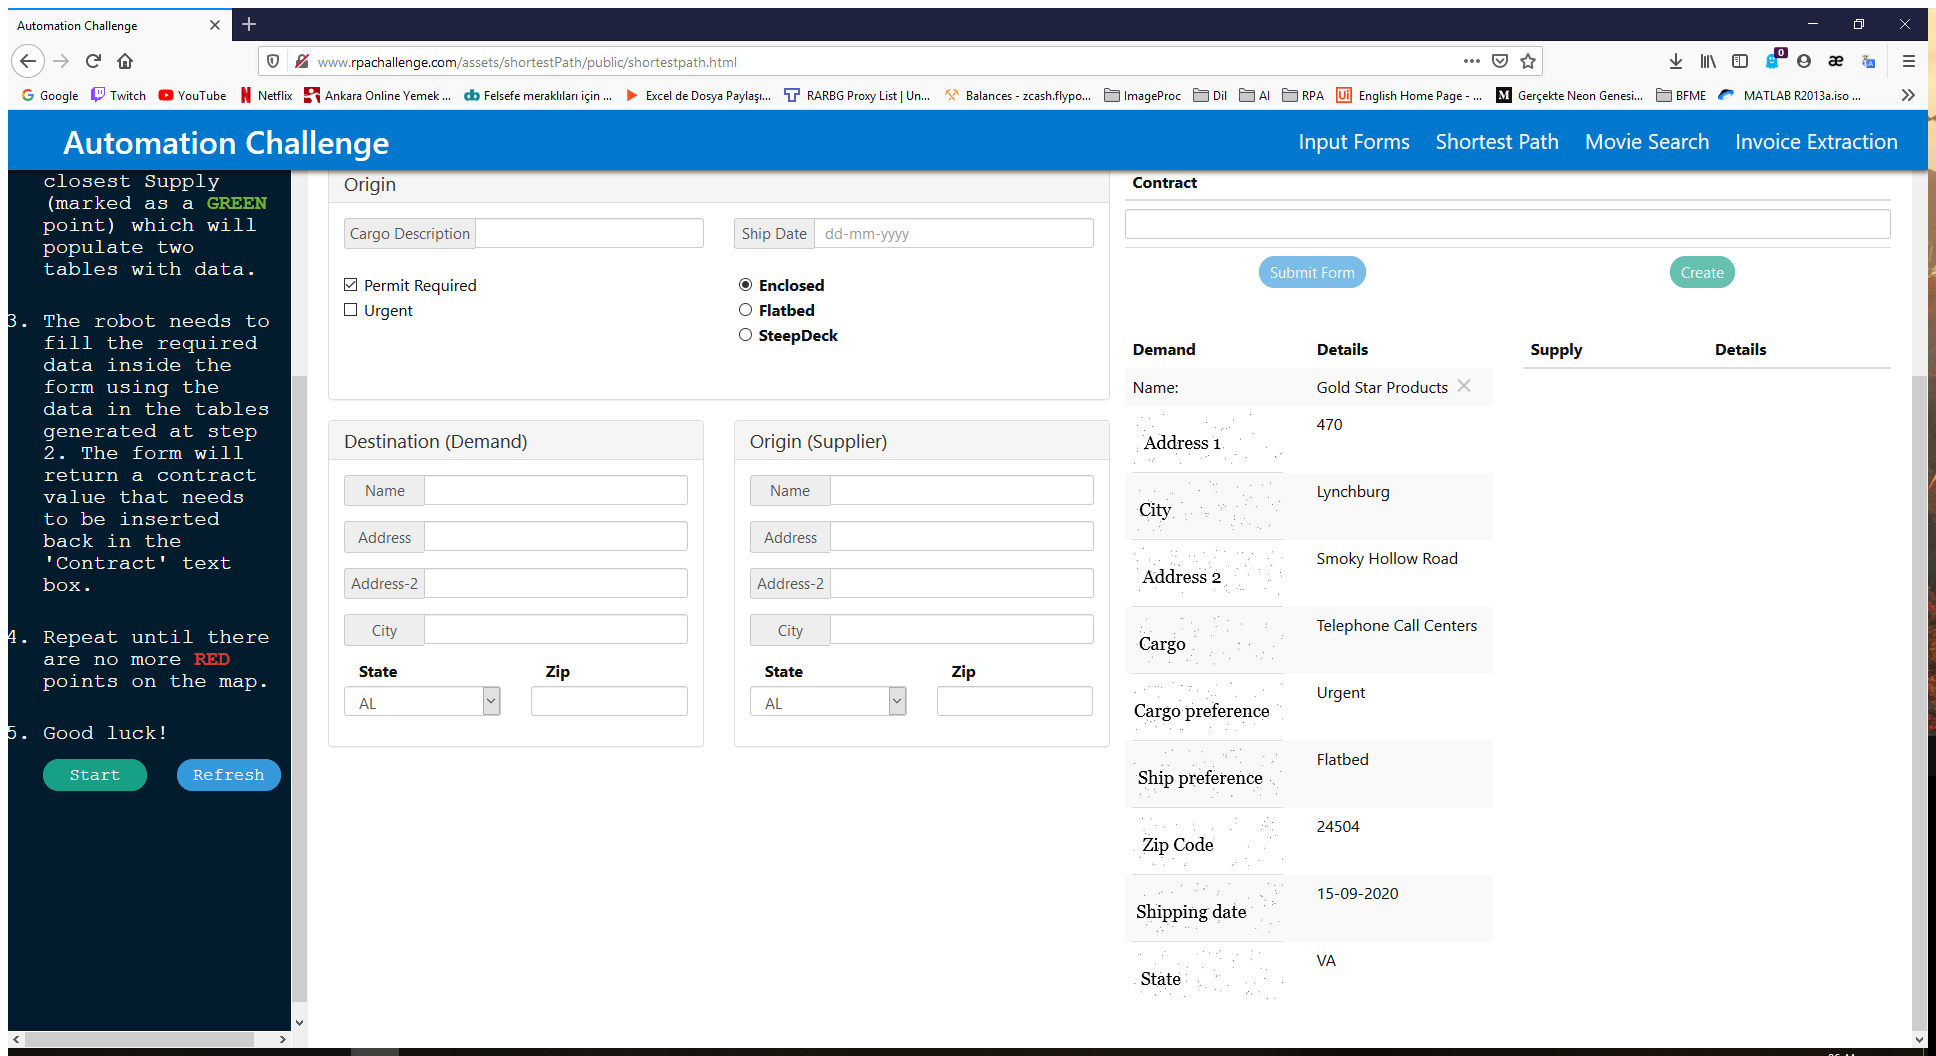 Automation Challenge
www.rpachallenge.com/assets/shortestPath/public/shortestpath.html
0
Google Twitch YouTube Netflix Ankara Online Yemek ... Felsefe meraklıları için ... Excel de Dosya Paylaşı... RARBG Proxy List | Un... Balances - zcash.flypo... ImageProc Dil AI RPA English Home Page - ... Gerçekte Neon Genesi... BFME MATLAB R2013a.iso ...
Automation Challenge
Input Forms Shortest Path Movie Search Invoice Extraction
closest Supply
(marked as a GREEN
point) which will
populate two
tables with data.
3. The robot needs to
fill the required
data inside the
form using the
data in the tables
generated at step
2. The form will
return a contract
value that needs
to be inserted
back in the
'Contract' text
box.
4. Repeat until there
are no more RED
points on the map.
5. Good luck!
Start Refresh
Origin
Cargo Description
Ship Date dd-mm-yyyy
Permit Required
Urgent
Enclosed
Flatbed
SteepDeck
Destination (Demand)
Name
Address
Address-2
City
State Zip
AL
Origin (Supplier)
Name
Address
Address-2
City
State Zip
AL
Contract
Submit Form Create
Demand Details
Name: Gold Star Products
Address 1 470
City Lynchburg
Address 2 Smoky Hollow Road
Cargo Telephone Call Centers
Cargo preference Urgent
Ship preference Flatbed
Zip Code 24504
Shipping date 15-09-2020
State VA
Supply Details